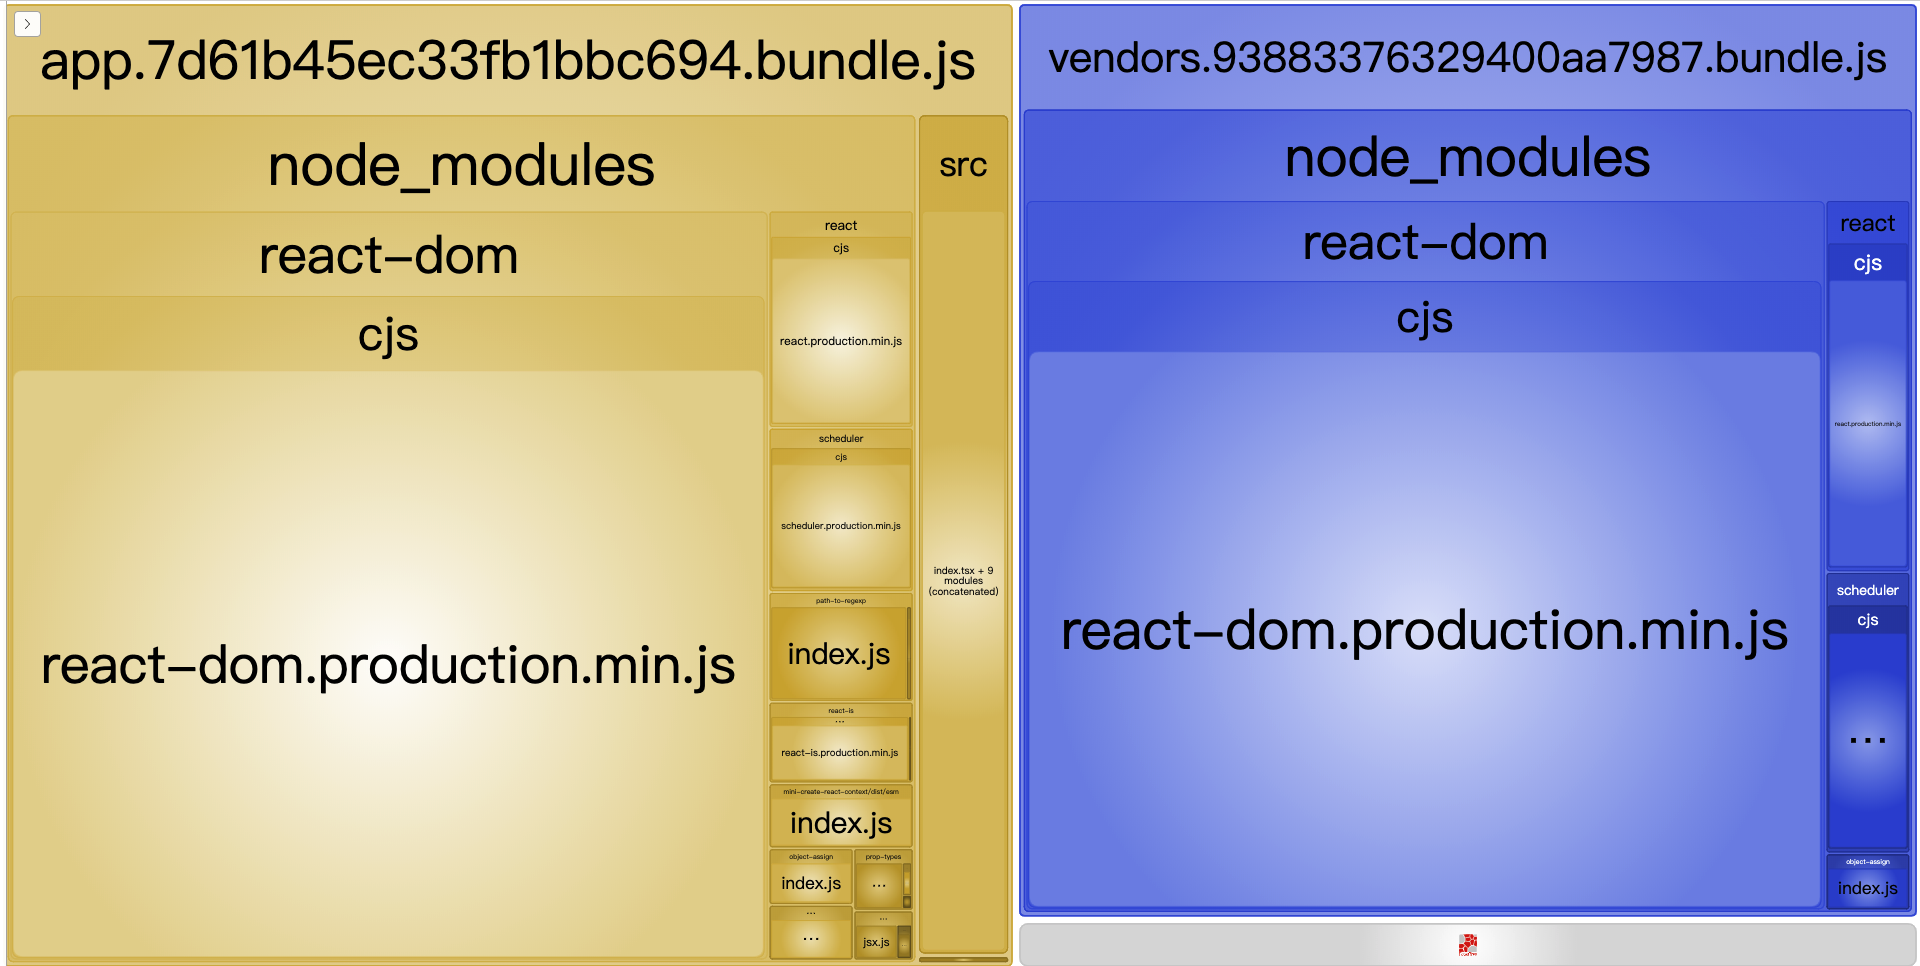 app.7d61b45ec33fb1bbc694.bundle.js
node_modules
react-dom
cjs
react-dom.production.min.js
react
cjs
react.production.min.js
scheduler
cjs
scheduler.production.min.js
path-to-regexp
index.js
react-is
...
react-is.production.min.js
mini-create-react-context/dist/esm
index.js
object-assign
index.js
prop-types
...
...
...
...
jsx.js
src
index.tsx + 9
modules
(concatenated)
vendors.93883376329400aa7987.bundle.js
node_modules
react-dom
cjs
react-dom.production.min.js
react
cjs
react.production.min.js
scheduler
cjs
...
object-assign
index.js